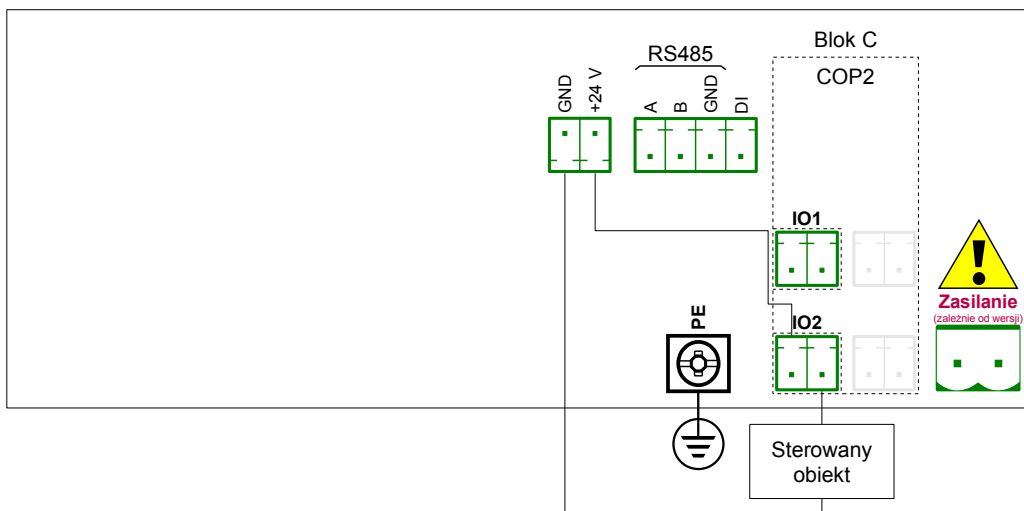 Blok C
RS485
COP2
GND
+24 V
A
B
GND
DI
IO1
Zasilanie
(zależnie od wersji)
PE
IO2
Sterowany
obiekt